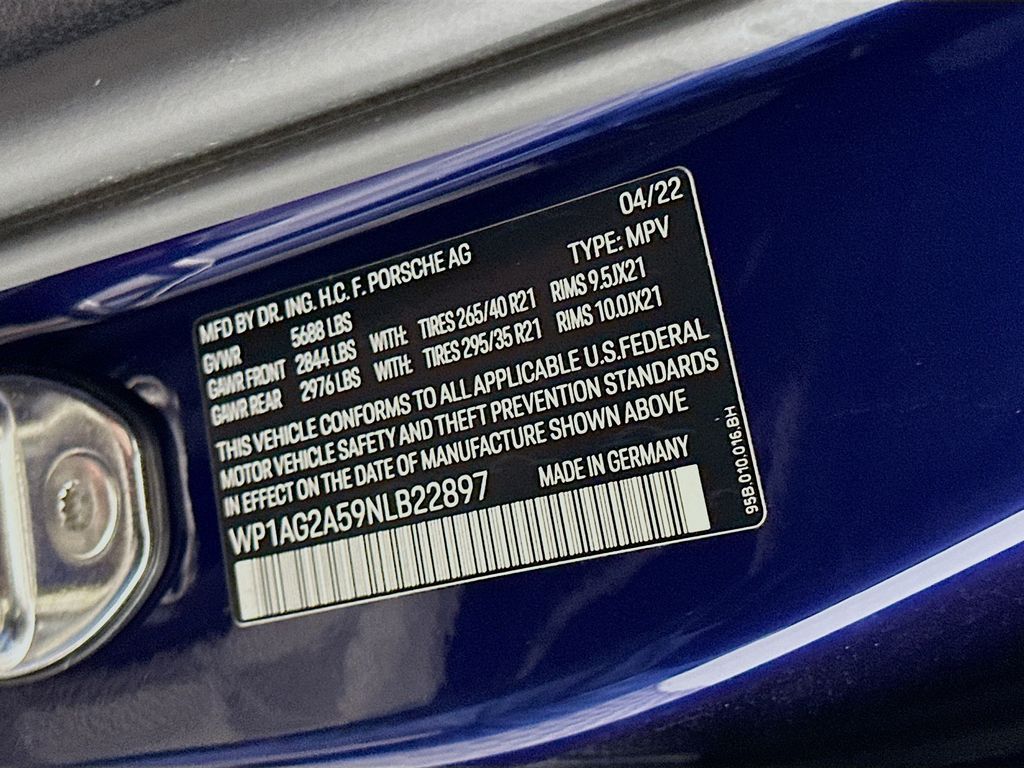 04/22
MFD BY DR. ING. H.C. F. PORSCHE AG TYPE: MPV
GVWR 5688 LBS
GAWR FRONT 2844 LBS WITH: TIRES 265/40 R21 RIMS 9.5JX21
GAWR REAR 2976 LBS WITH: TIRES 295/35 R21 RIMS 10.0JX21
THIS VEHICLE CONFORMS TO ALL APPLICABLE U.S.FEDERAL
MOTOR VEHICLE SAFETY AND THEFT PREVENTION STANDARDS
IN EFFECT ON THE DATE OF MANUFACTURE SHOWN ABOVE
WP1AG2A59NLB22897 MADE IN GERMANY
95B.010.016.BH